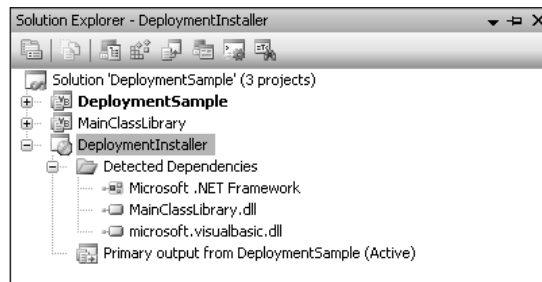 Solution Explorer - DeploymentInstaller
Solution 'DeploymentSample' (3 projects)
DeploymentSample
MainClassLibrary
DeploymentInstaller
Detected Dependencies
Microsoft .NET Framework
MainClassLibrary.dll
microsoft.visualbasic.dll
Primary output from DeploymentSample (Active)